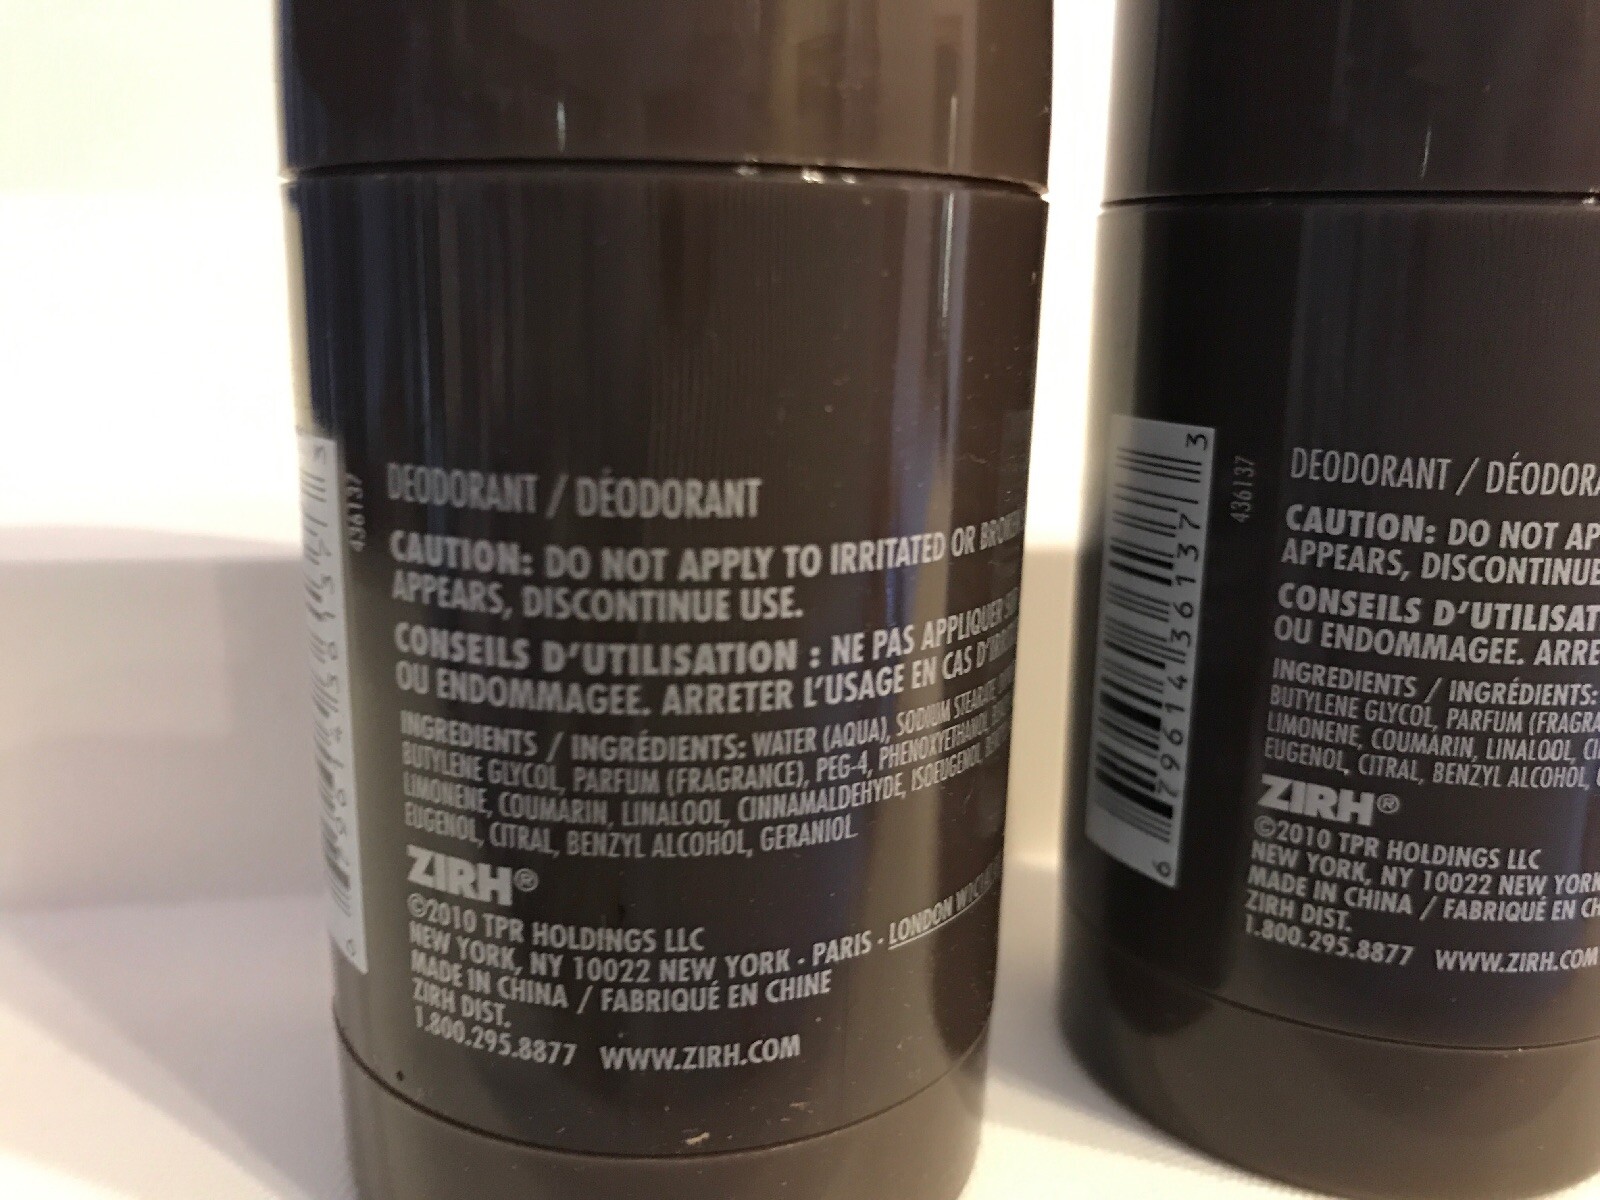 436137
DEODORANT / DÉODORANT
CAUTION: DO NOT APPLY TO IRRITATED OR BROKEN
APPEARS, DISCONTINUE USE.
CONSEILS D'UTILISATION : NE PAS APPLIQUER
OU ENDOMMAGEE. ARRETER L'USAGE EN CAS
INGREDIENTS / INGRÉDIENTS: WATER (AQUA), SODIUM STEARATE,
BUTYLENE GLYCOL, PARFUM (FRAGRANCE), PEG-4, PHENOXYETHANOL,
LIMONENE, COUMARIN, LINALOOL, CINNAMALDEHYDE, ISOEUGENOL,
EUGENOL, CITRAL, BENZYL ALCOHOL, GERANIOL.
ZIRH®
©2010 TPR HOLDINGS LLC
NEW YORK, NY 10022 NEW YORK - PARIS - LONDON
MADE IN CHINA / FABRIQUÉ EN CHINE
ZIRH DIST.
1.800.295.8877 WWW.ZIRH.COM
6 79614 36137 3
436137
DEODORANT / DÉODORA
CAUTION: DO NOT AP
APPEARS, DISCONTINUE
CONSEILS D'UTILISAT
OU ENDOMMAGEE. ARRE
INGREDIENTS / INGRÉDIENTS:
BUTYLENE GLYCOL, PARFUM (FRAGRA
LIMONENE, COUMARIN, LINALOOL, CI
EUGENOL, CITRAL, BENZYL ALCOHOL,
ZIRH®
©2010 TPR HOLDINGS LLC
NEW YORK, NY 10022 NEW YORK
MADE IN CHINA / FABRIQUÉ EN CH
ZIRH DIST.
1.800.295.8877 WWW.ZIRH.COM